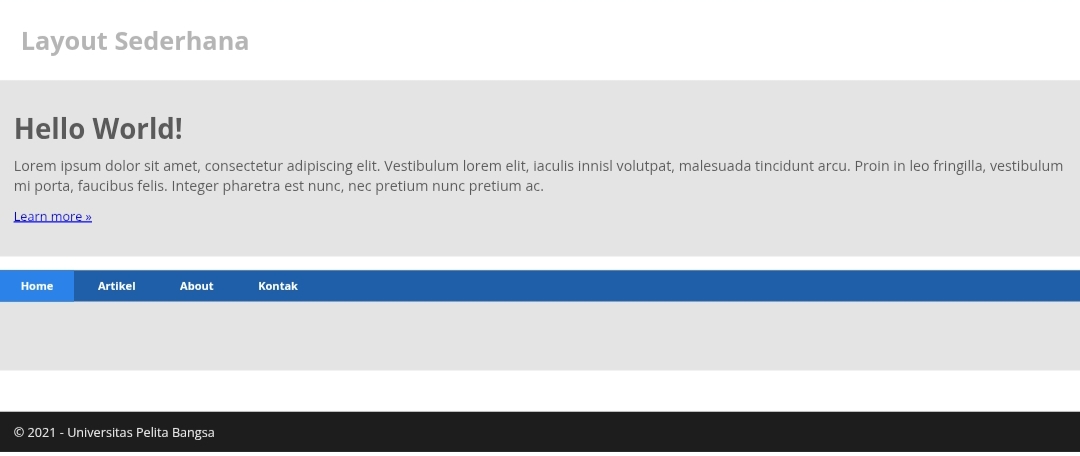 Layout Sederhana
Hello World!
Lorem ipsum dolor sit amet, consectetur adipiscing elit. Vestibulum lorem elit, iaculis innisl volutpat, malesuada tincidunt arcu. Proin in leo fringilla, vestibulum
mi porta, faucibus felis. Integer pharetra est nunc, nec pretium nunc pretium ac.
Learn more »
Home Artikel About Kontak
© 2021 - Universitas Pelita Bangsa